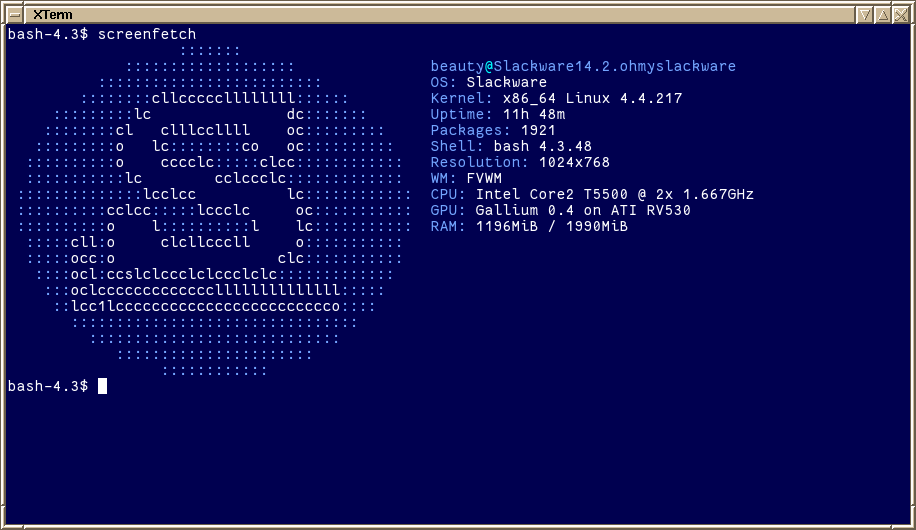 XTerm
bash-4.3$ screenfetch
:::::::
:::::::::::::::::::
beauty@Slackware14.2.ohmyslackware
:::::::::::::::::::::::::
OS: Slackware
::::::::cllcccccllllllll::::::
Kernel: x86_64 Linux 4.4.217
:::::::::lc               dc:::::::
Uptime: 11h 48m
::::::::cl   clllccllll    oc:::::::::
Packages: 1921
:::::::::o   lc::::::::co   oc::::::::::
Shell: bash 4.3.48
::::::::::o    cccclc:::::clcc::::::::::::
Resolution: 1024x768
:::::::::::lc        cclccclc:::::::::::::
WM: FVWM
::::::::::::::lcclcc          lc::::::::::::
CPU: Intel Core2 T5500 @ 2x 1.667GHz
::::::::::cclcc:::::lccclc     oc:::::::::::
GPU: Gallium 0.4 on ATI RV530
::::::::::o    l::::::::::l    lc:::::::::::
RAM: 1196MiB / 1990MiB
:::::cll:o     clcllcccll     o:::::::::::
:::::occ:o                  clc:::::::::::
::::ocl:ccslclccclclccclclc:::::::::::::
:::oclcccccccccccccllllllllllllll:::::
::lcc1lcccccccccccccccccccccccco::::
::::::::::::::::::::::::::::::::
::::::::::::::::::::::::::::
::::::::::::::::::::::
::::::::::::
bash-4.3$